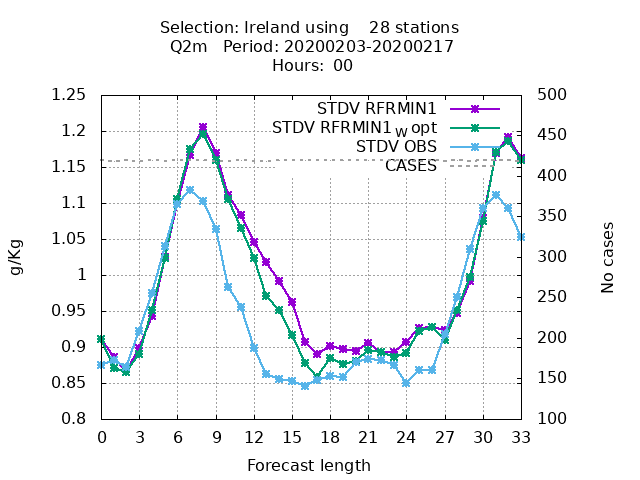 Selection: Ireland using 28 stations
Q2m Period: 20200203-20200217
Hours: 00
STDV RFRMIN1
STDV RFRMIN1 w opt
STDV OBS
CASES
1.25
1.2
1.15
1.1
1.05
1
0.95
0.9
0.85
0.8
g/Kg
500
450
400
350
300
250
200
150
100
No cases
0 3 6 9 12 15 18 21 24 27 30 33
Forecast length